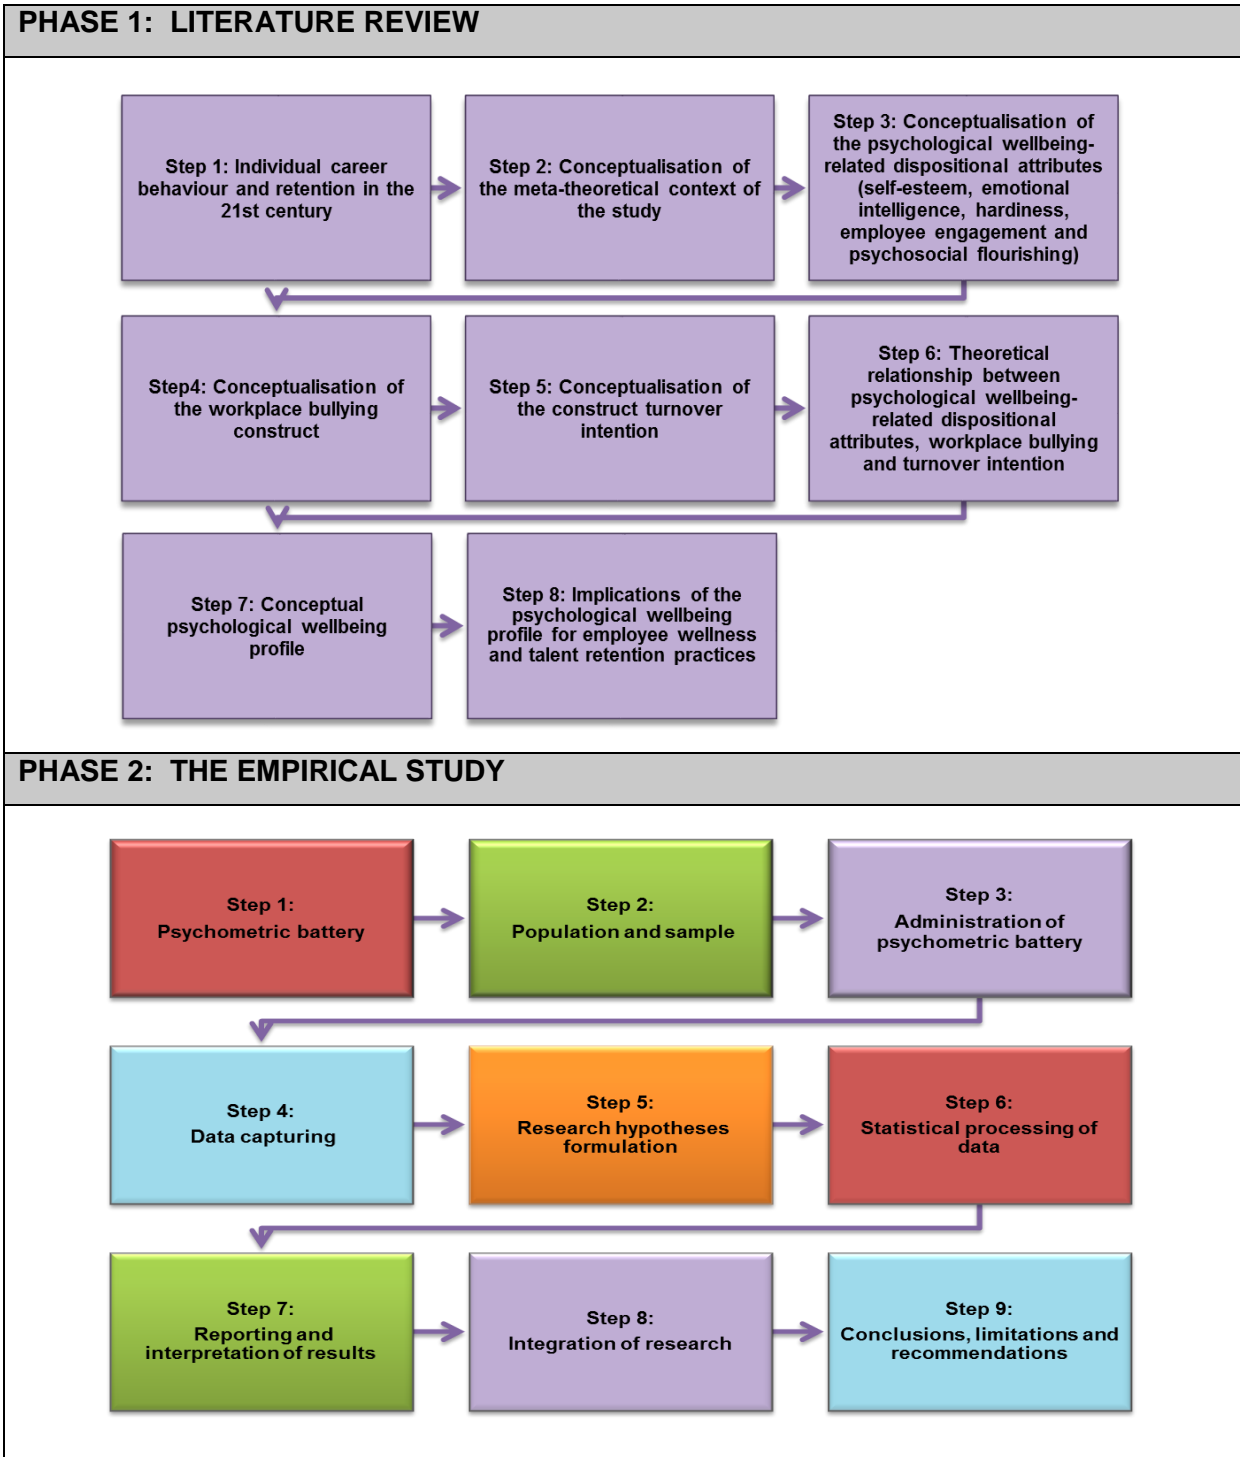 PHASE 1: LITERATURE REVIEW
Step 1: Individual career
behaviour and retention in the
21st century
Step 2: Conceptualisation of
the meta-theoretical context of
the study
Step 3: Conceptualisation of
the psychological wellbeing-
related dispositional attributes
(self-esteem, emotional
intelligence, hardiness,
employee engagement and
psychosocial flourishing)
Step4: Conceptualisation of
the workplace bullying
construct
Step 5: Conceptualisation of
the construct turnover
intention
Step 6: Theoretical
relationship between
psychological wellbeing-
related dispositional
attributes, workplace bullying
and turnover intention
Step 7: Conceptual
psychological wellbeing
profile
Step 8: Implications of the
psychological wellbeing
profile for employee wellness
and talent retention practices
PHASE 2: THE EMPIRICAL STUDY
Step 1:
Psychometric battery
Step 2:
Population and sample
Step 3:
Administration of
psychometric battery
Step 4:
Data capturing
Step 5:
Research hypotheses
formulation
Step 6:
Statistical processing of
data
Step 7:
Reporting and
interpretation of results
Step 8:
Integration of research
Step 9:
Conclusions, limitations and
recommendations